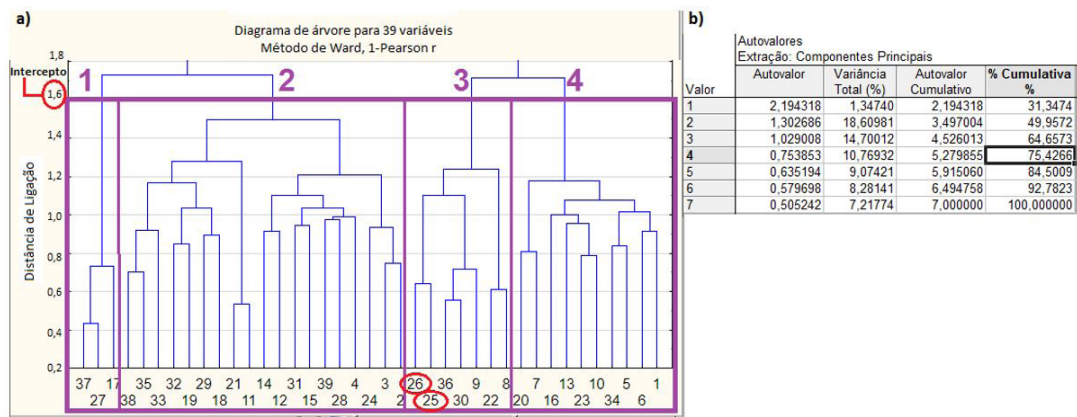 a)
Diagrama de árvore para 39 variáveis
Método de Ward, 1-Pearson r
Intercepto
Distância de Ligação
1,8
1,6
1,4
1,2
1,0
0,8
0,6
0,4
0,2
1 2 3 4
37 17 35 32 29 21 14 31 39 4 3 26 36 9 8 7 13 10 5 1
27 38 33 19 18 11 12 15 28 24 2 25 30 22 20 16 23 34 6
b)
Autovalores
Extração: Componentes Principais
Valor Autovalor Variância Total (%) Autovalor Cumulativo % Cumulativa %
1 2,194318 1,34740 2,194318 31,3474
2 1,302686 18,60981 3,497004 49,9572
3 1,029008 14,70012 4,526013 64,6573
4 0,753853 10,76932 5,279855 75,4266
5 0,635194 9,07421 5,915060 84,5009
6 0,579698 8,28141 6,494758 92,7823
7 0,505242 7,21774 7,000000 100,000000